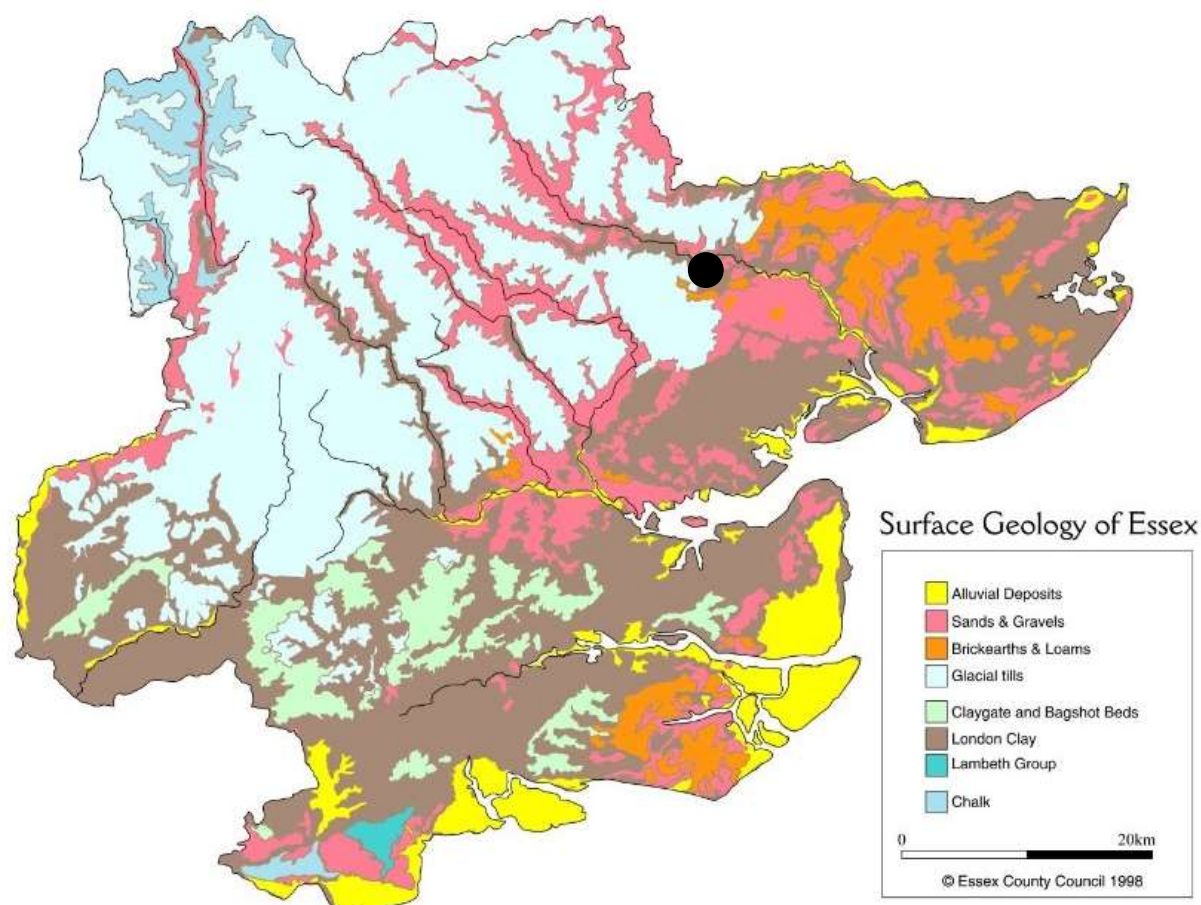 Surface Geology of Essex
Alluvial Deposits
Sands & Gravels
Brickearths & Loams
Glacial tills
Claygate and Bagshot Beds
London Clay
Lambeth Group
Chalk
0 20km
© Essex County Council 1998